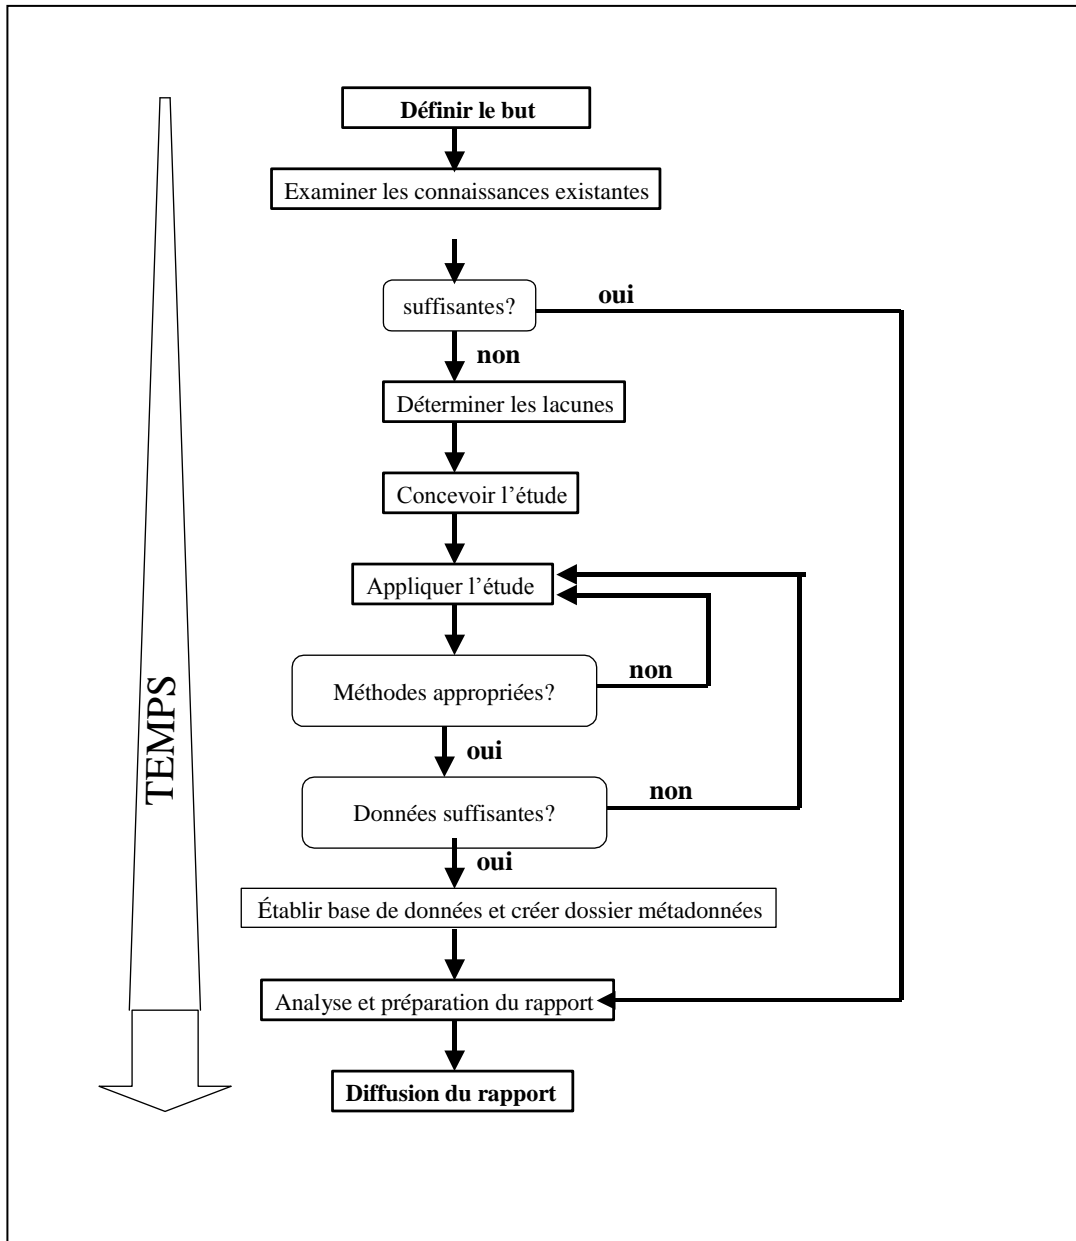 Définir le but
Examiner les connaissances existantes
suffisantes?
oui
non
Déterminer les lacunes
Concevoir l'étude
Appliquer l'étude
Méthodes appropriées?
non
oui
Données suffisantes?
non
oui
Établir base de données et créer dossier métadonnées
Analyse et préparation du rapport
Diffusion du rapport
TEMPS